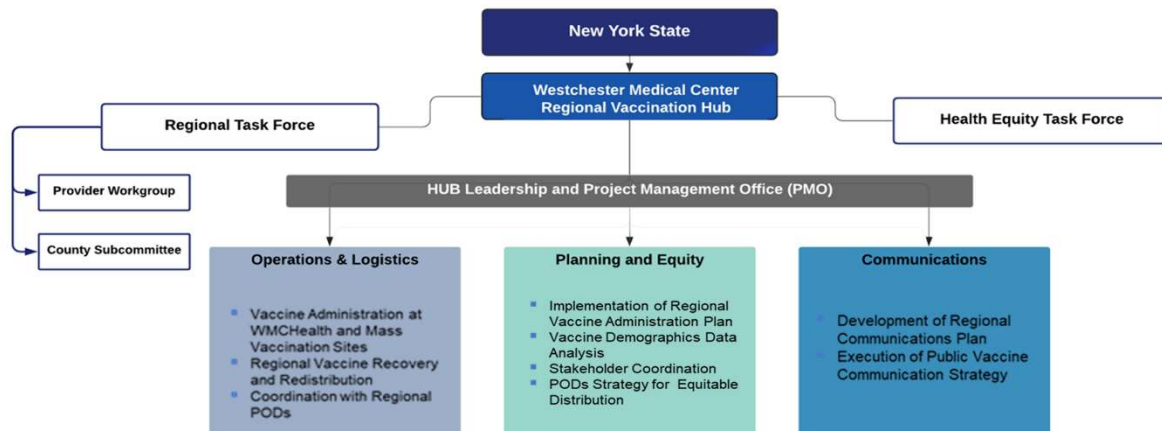 New York State
Westchester Medical Center
Regional Vaccination Hub
Regional Task Force
Health Equity Task Force
Provider Workgroup
County Subcommittee
HUB Leadership and Project Management Office (PMO)
Operations & Logistics
Vaccine Administration at
WMCHealth and Mass
Vaccination Sites
Regional Vaccine Recovery
and Redistribution
Coordination with Regional
PODs
Planning and Equity
Implementation of Regional
Vaccine Administration Plan
Vaccine Demographics Data
Analysis
Stakeholder Coordination
PODs Strategy for Equitable
Distribution
Communications
Development of Regional
Communications Plan
Execution of Public Vaccine
Communication Strategy